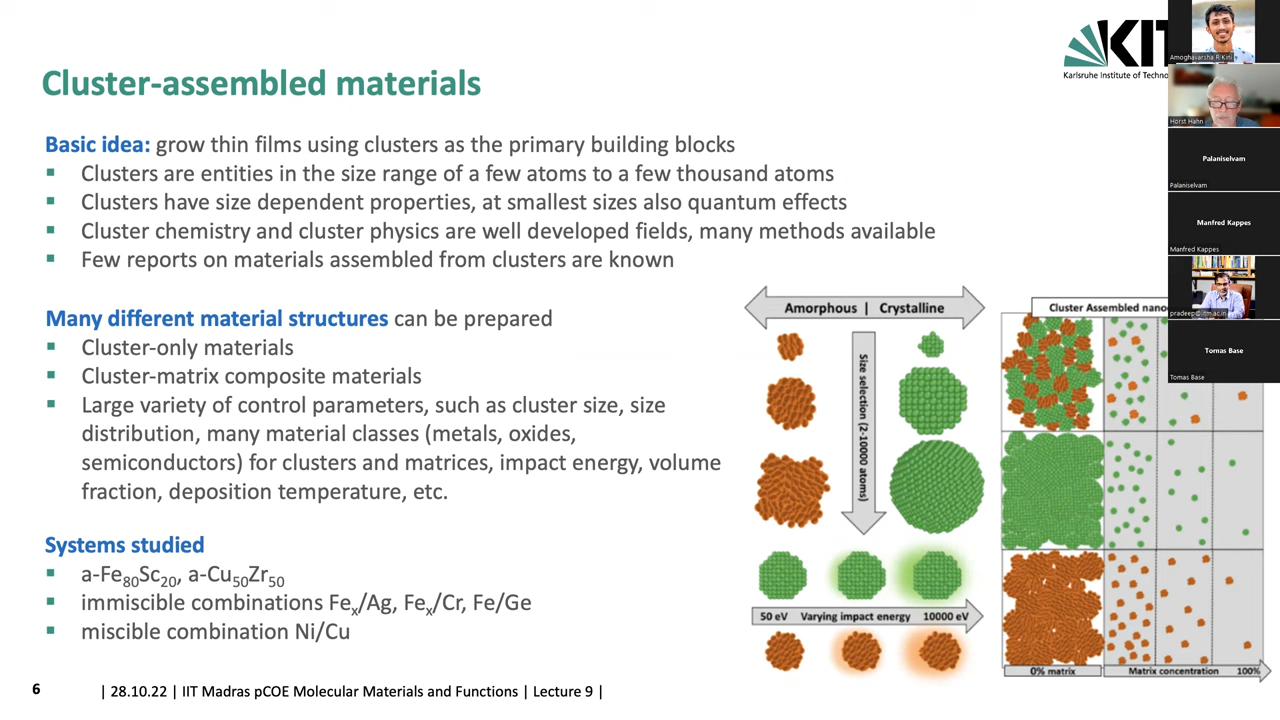 KIT
Karlsruhe Institute of Technol
Cluster-assembled materials
Basic idea: grow thin films using clusters as the primary building blocks
▪ Clusters are entities in the size range of a few atoms to a few thousand atoms
▪ Clusters have size dependent properties, at smallest sizes also quantum effects
▪ Cluster chemistry and cluster physics are well developed fields, many methods available
▪ Few reports on materials assembled from clusters are known
Many different material structures can be prepared
▪ Cluster-only materials
▪ Cluster-matrix composite materials
▪ Large variety of control parameters, such as cluster size, size
distribution, many material classes (metals, oxides,
semiconductors) for clusters and matrices, impact energy, volume
fraction, deposition temperature, etc.
Systems studied
▪ a-Fe80Sc20, a-Cu50Zr50
▪ immiscible combinations Fex/Ag, Fex/Cr, Fe/Ge
▪ miscible combination Ni/Cu
Amorphous | Crystalline
Size selection (2-10000 atoms)
50 eV Varying impact energy 10000 eV
Cluster Assembled nano
0% matrix Matrix concentration 100%
Horst Hahn
Palaniselvam
Palaniselvam
Manfred Kappes
Manfred Kappes
pradeep@iitm.ac.in
Tomas Base
Tomas Base
6 | 28.10.22 | IIT Madras pCOE Molecular Materials and Functions | Lecture 9 |